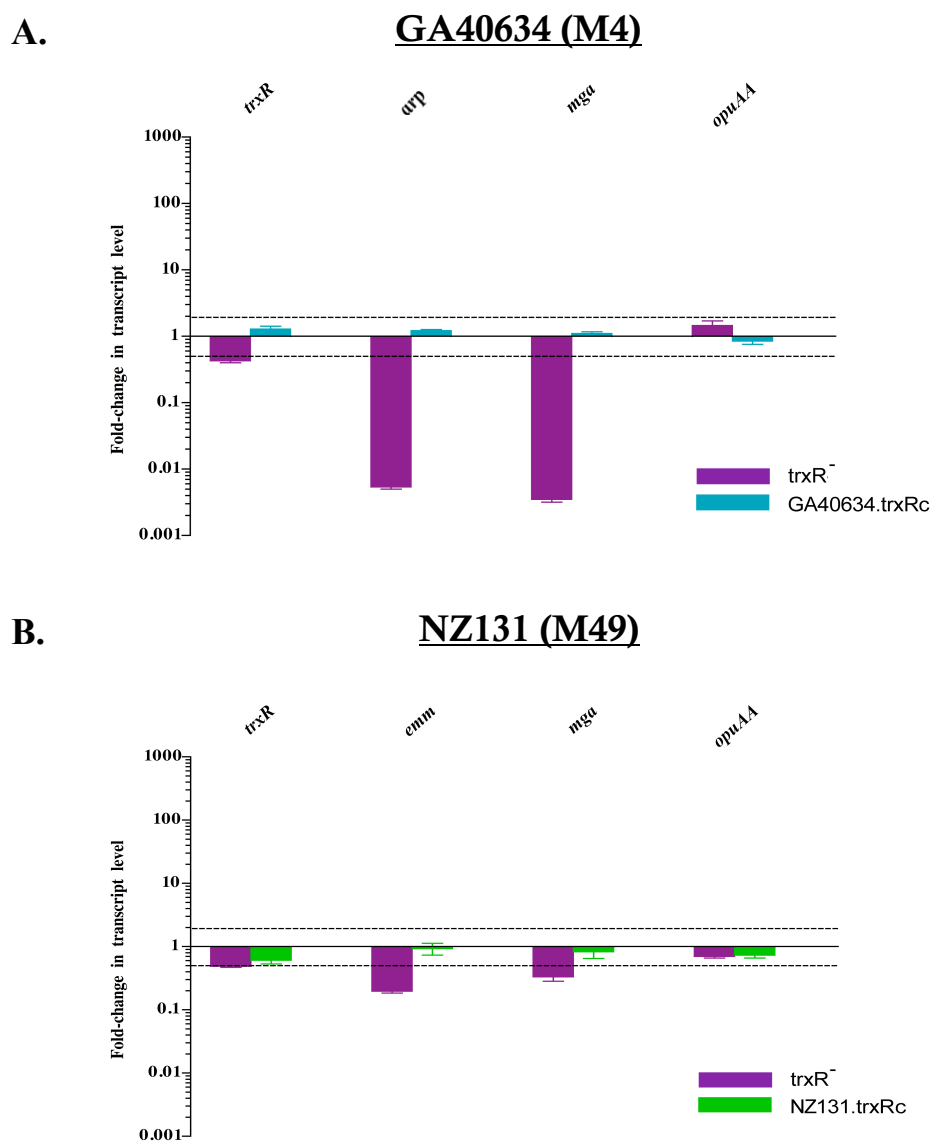 A.
GA40634 (M4)
trxR arp mga opuAA
Fold-change in transcript level
1000
100
10
1
0.1
0.01
0.001
trxR-
GA40634.trxRc
B.
NZ131 (M49)
trxR emm mga opuAA
Fold-change in transcript level
1000
100
10
1
0.1
0.01
0.001
trxR⁻
NZ131.trxRc